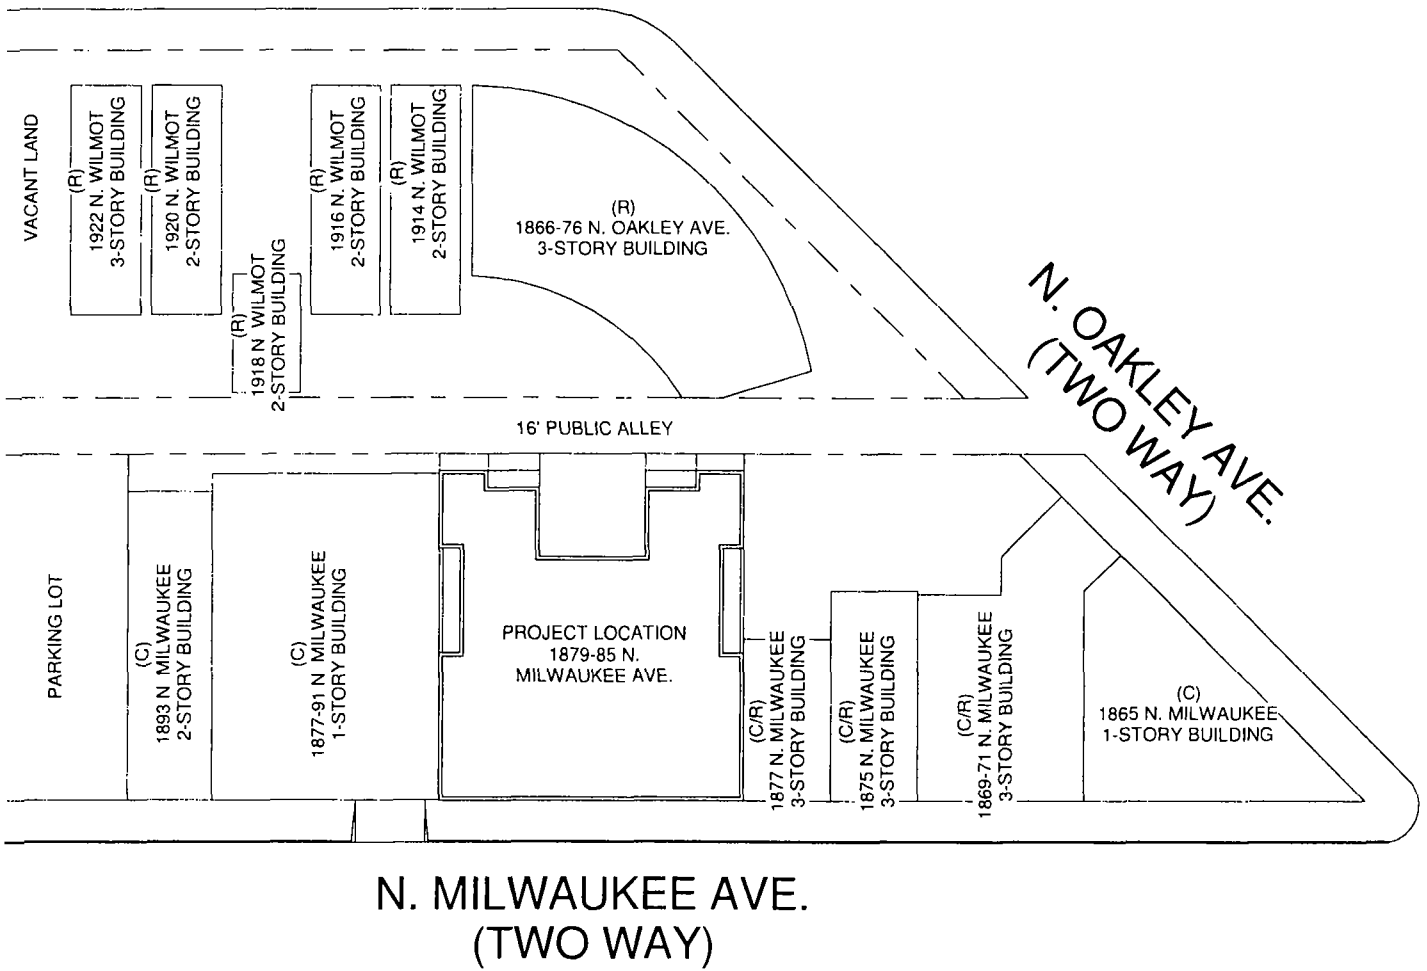 VACANT LAND
(R)
1922 N. WILMOT
3-STORY BUILDING
(R)
1920 N. WILMOT
2-STORY BUILDING
(R)
1918 N WILMOT
2-STORY BUILDING
(R)
1916 N. WILMOT
2-STORY BUILDING
(R)
1914 N. WILMOT
2-STORY BUILDING
(R)
1866-76 N. OAKLEY AVE.
3-STORY BUILDING
N. OAKLEY AVE.
(TWO WAY)
16' PUBLIC ALLEY
PARKING LOT
(C)
1893 N MILWAUKEE
2-STORY BUILDING
(C)
1877-91 N MILWAUKEE
1-STORY BUILDING
PROJECT LOCATION
1879-85 N.
MILWAUKEE AVE.
(C/R)
1877 N. MILWAUKEE
3-STORY BUILDING
(C/R)
1875 N. MILWAUKEE
3-STORY BUILDING
(C/R)
1869-71 N. MILWAUKEE
3-STORY BUILDING
(C)
1865 N. MILWAUKEE
1-STORY BUILDING
N. MILWAUKEE AVE.
(TWO WAY)